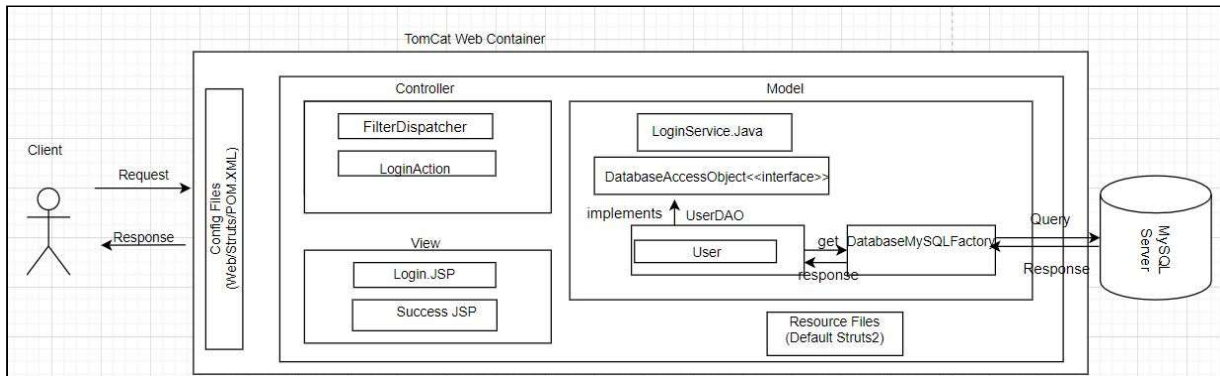 TomCat Web Container
Client
Request
Response
Config Files
(Web/Struts/POM.XML)
Controller
FilterDispatcher
LoginAction
View
Login.JSP
Success JSP
Model
LoginService.Java
DatabaseAccessObject<<interface>>
implements
UserDAO
User
get
response
DatabaseMySQLFactory
Query
Response
MySQL
Server
Resource Files
(Default Struts2)